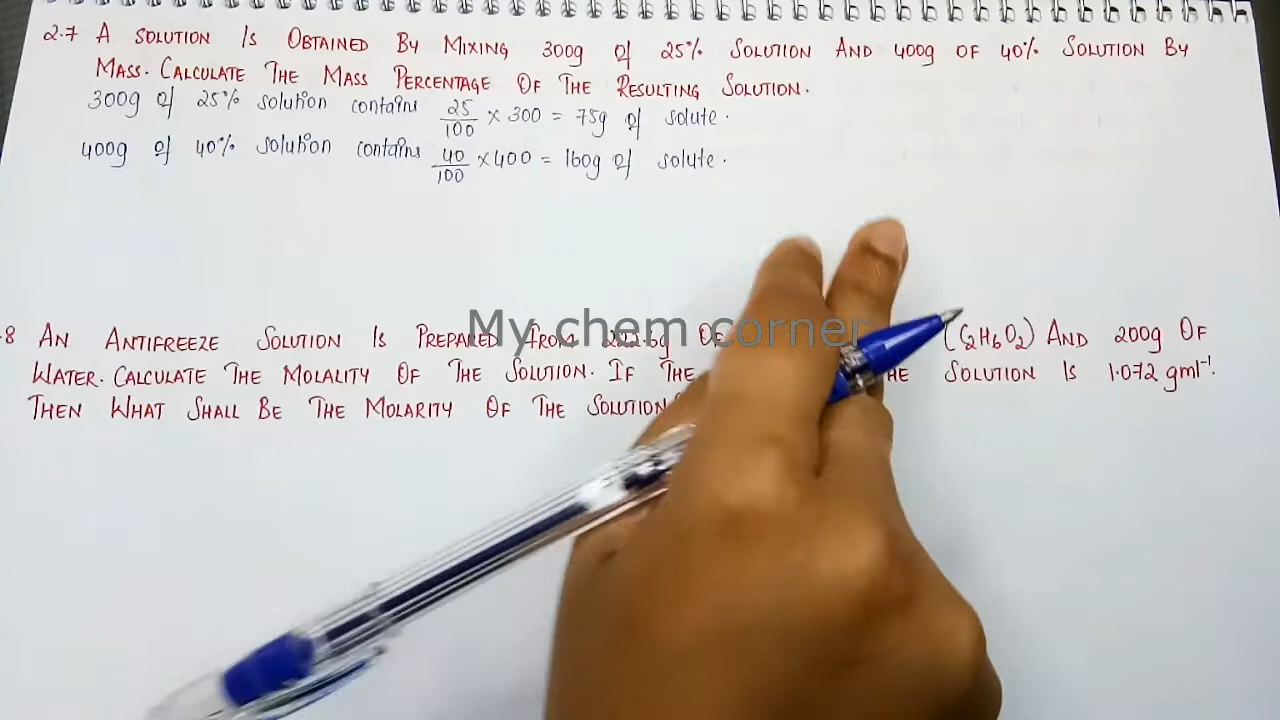 2.7 A SOLUTION IS OBTAINED BY MIXING 300g of 25% SOLUTION AND 400g OF 40% SOLUTION BY
MASS. CALCULATE THE MASS PERCENTAGE OF THE RESULTING SOLUTION.
300g of 25% solution contains 25/100 × 300 = 75g of solute.
400g of 40% solution contains 40/100 × 400 = 160g of solute.
My chem corner
.8 AN ANTIFREEZE SOLUTION IS PREPARED FROM OF (C2H6O2) AND 200g OF
WATER. CALCULATE THE MOLALITY OF THE SOLUTION. IF THE SOLUTION IS 1.072 gml⁻¹.
THEN WHAT SHALL BE THE MOLARITY OF THE SOLUTION